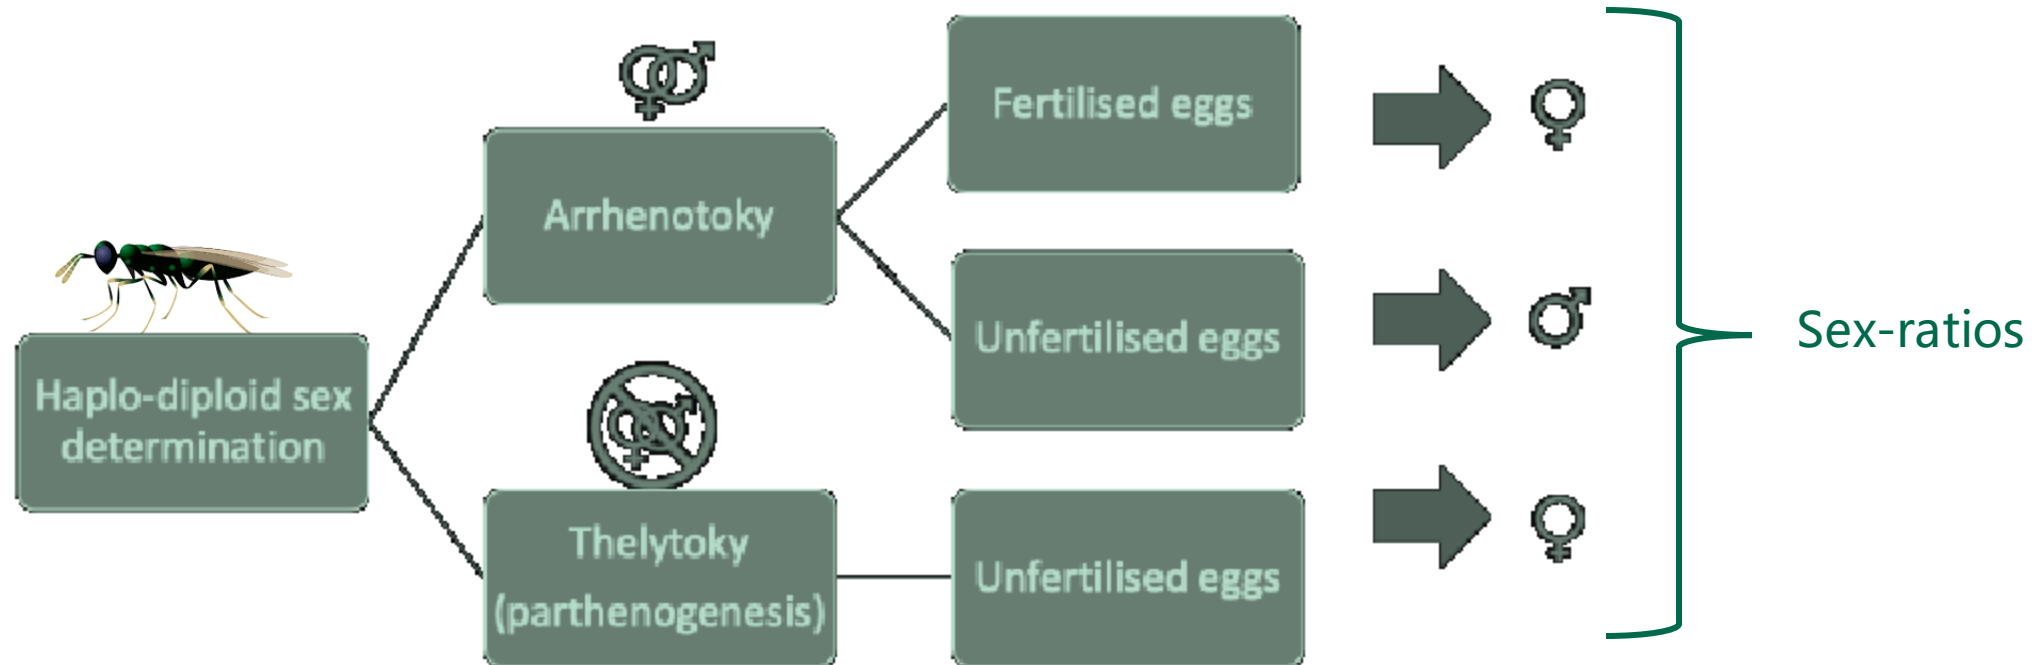 Haplo-diploid sex
determination
Arrhenotoky
Thelytoky
(parthenogenesis)
Fertilised eggs
Unfertilised eggs
Unfertilised eggs
Sex-ratios